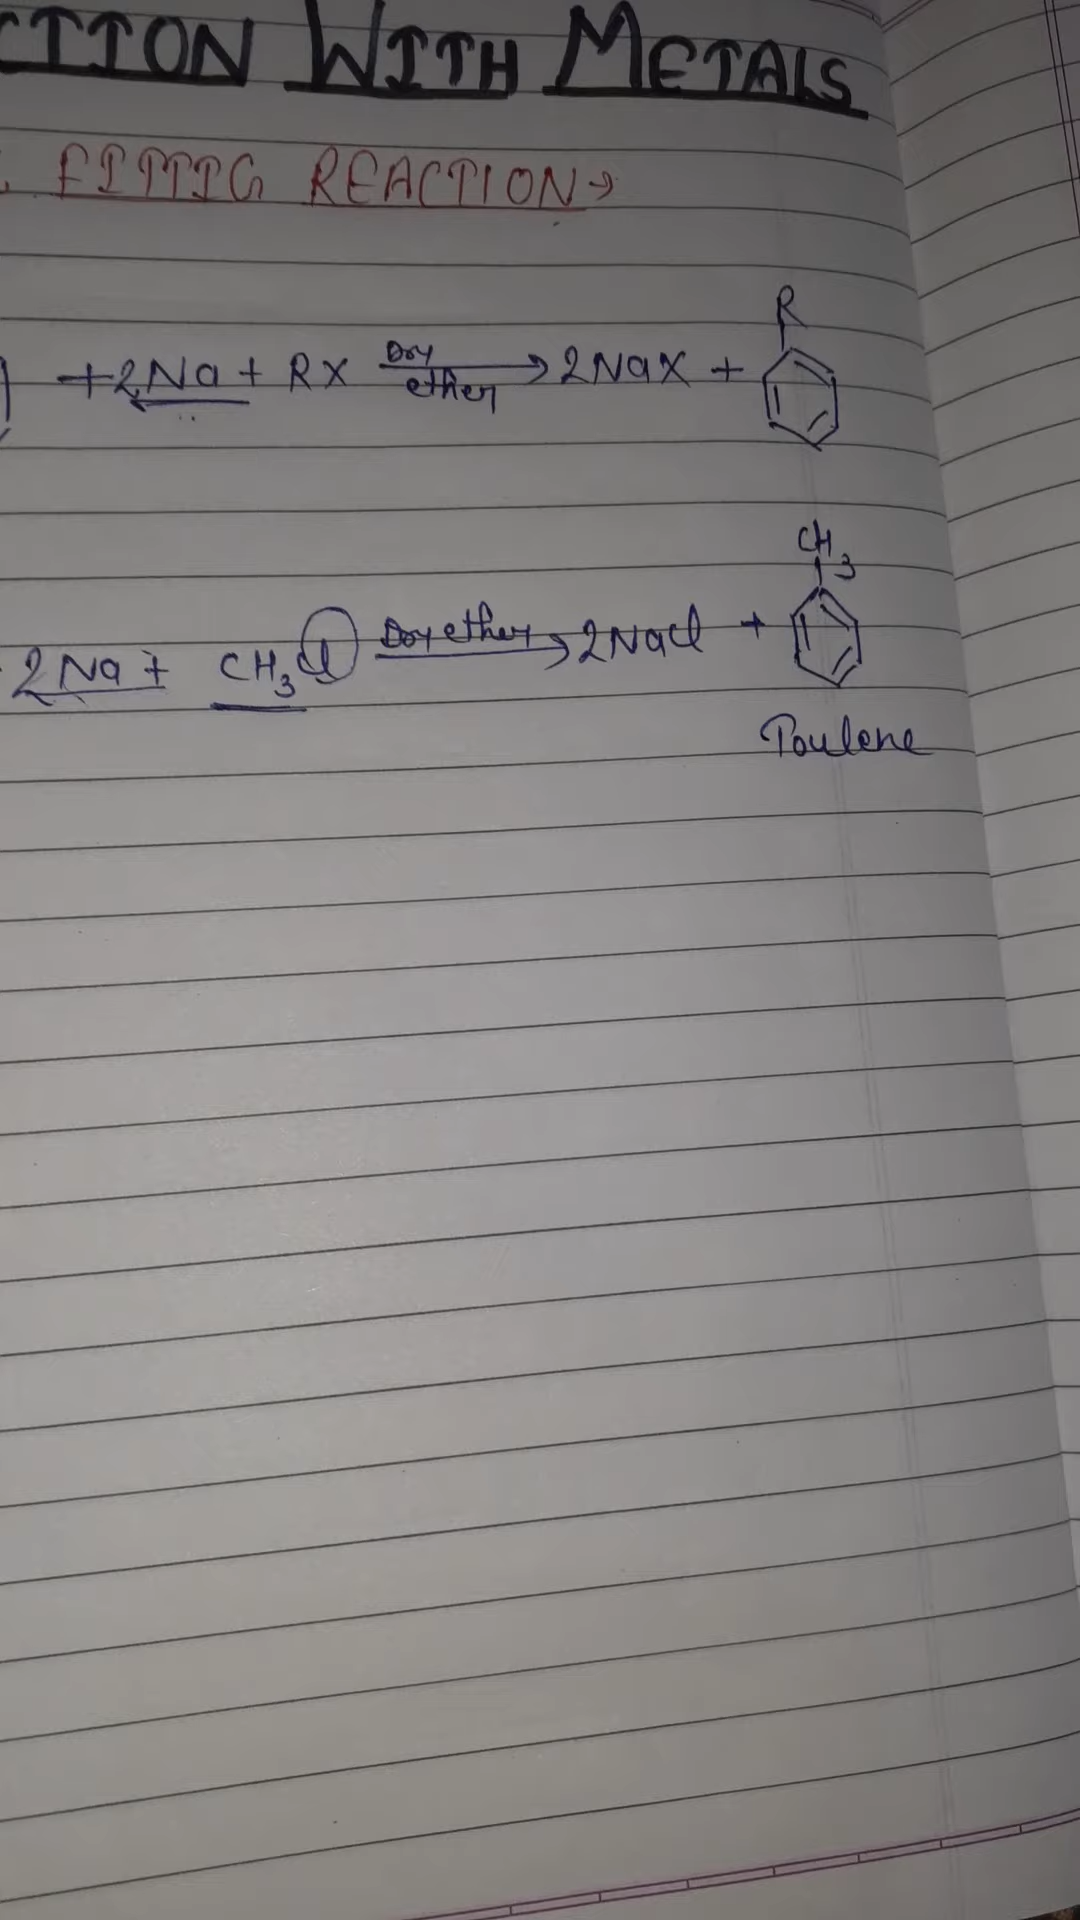 CTION WITH METALS
FITTIG REACTION→
R
+2Na + RX Dry ether → 2NaX +
CH3
2Na + CH3Cl Dry ether → 2NaCl +
Toulene